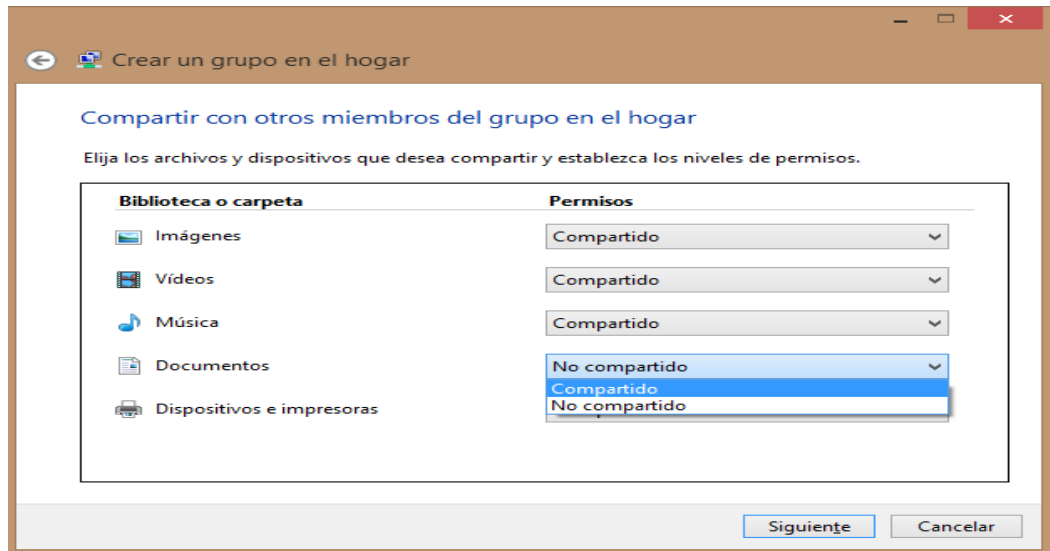 Crear un grupo en el hogar
Compartir con otros miembros del grupo en el hogar
Elija los archivos y dispositivos que desea compartir y establezca los niveles de permisos.
Biblioteca o carpeta Permisos
Imágenes Compartido
Vídeos Compartido
Música Compartido
Documentos No compartido
Compartido
Dispositivos e impresoras No compartido
Siguiente Cancelar